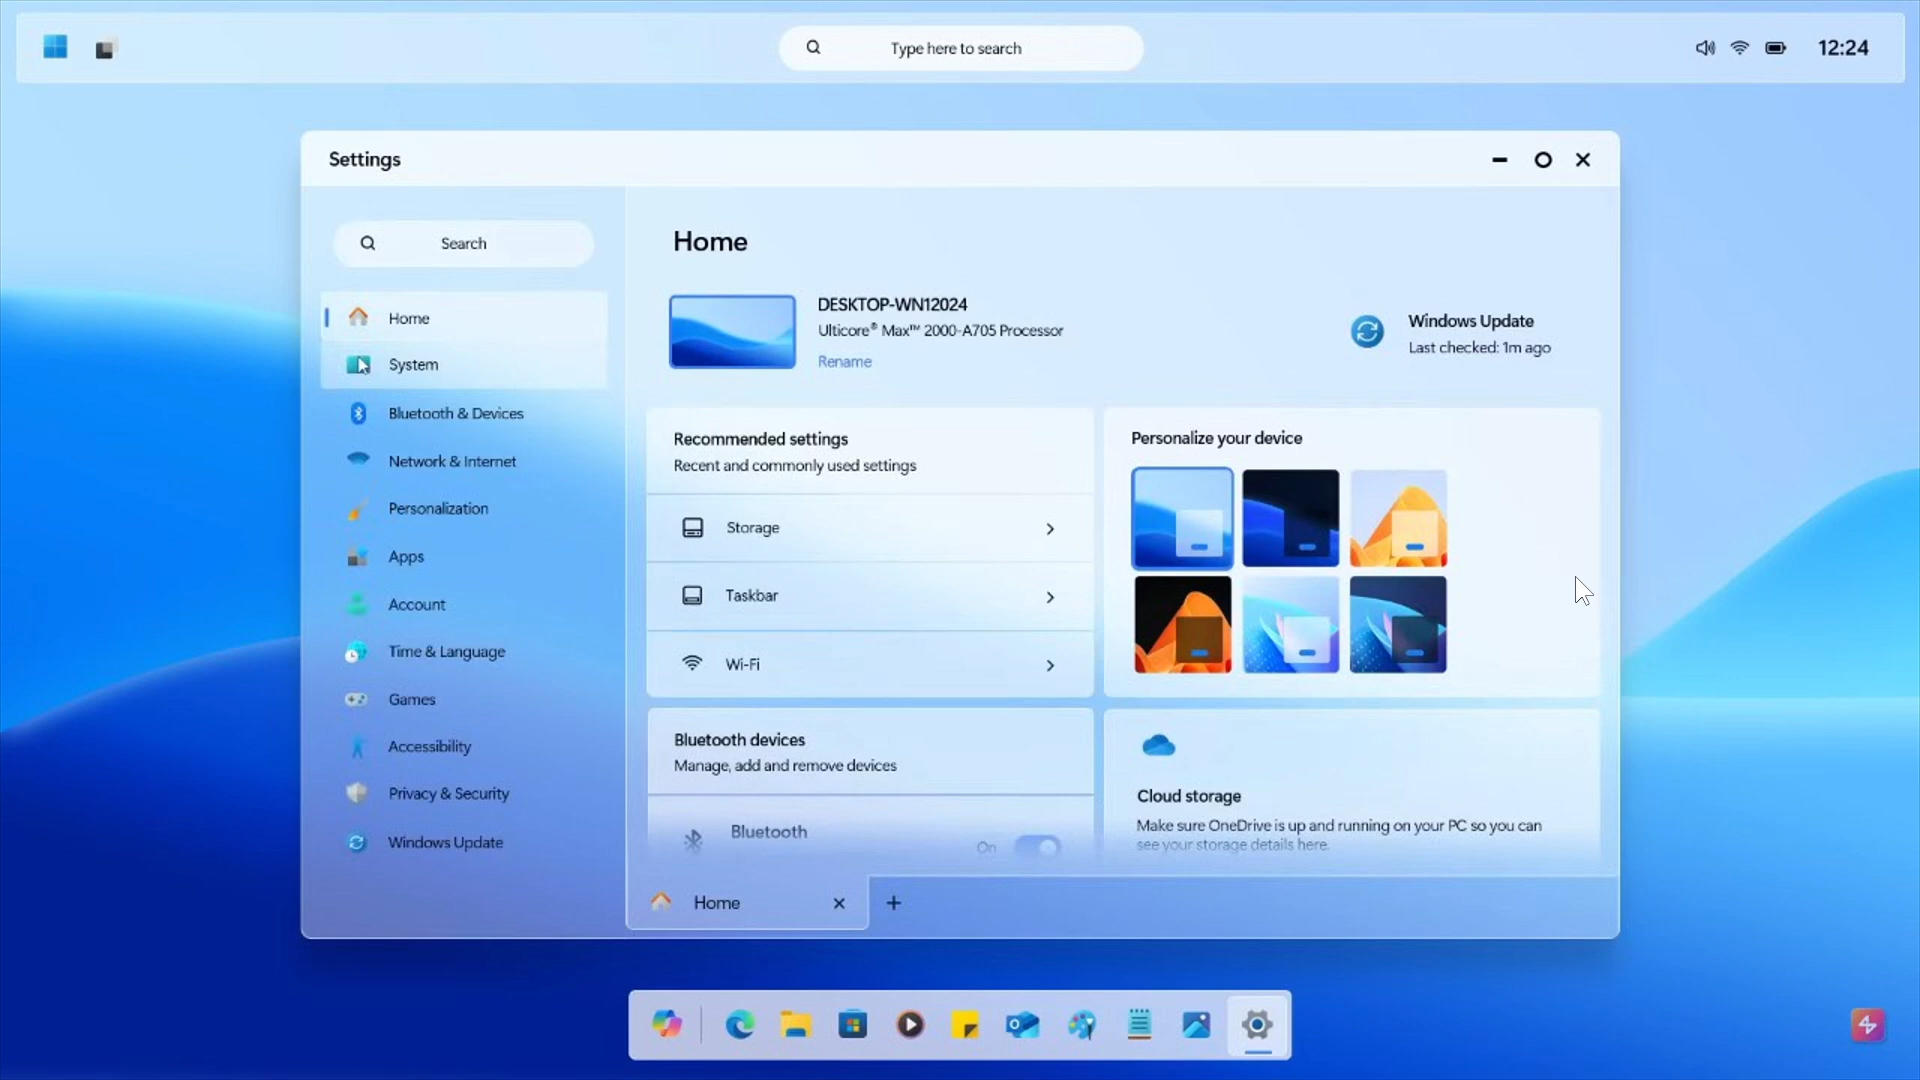 Type here to search
12:24
Settings
Search
Home
System
Bluetooth & Devices
Network & Internet
Personalization
Apps
Account
Time & Language
Games
Accessibility
Privacy & Security
Windows Update
Home
DESKTOP-WN12024
Ulticore® Max™ 2000-A705 Processor
Rename
Windows Update
Last checked: 1m ago
Recommended settings
Recent and commonly used settings
Storage
Taskbar
Wi-Fi
Personalize your device
Bluetooth devices
Manage, add and remove devices
Bluetooth
On
Cloud storage
Make sure OneDrive is up and running on your PC so you can
see your storage details here.
Home